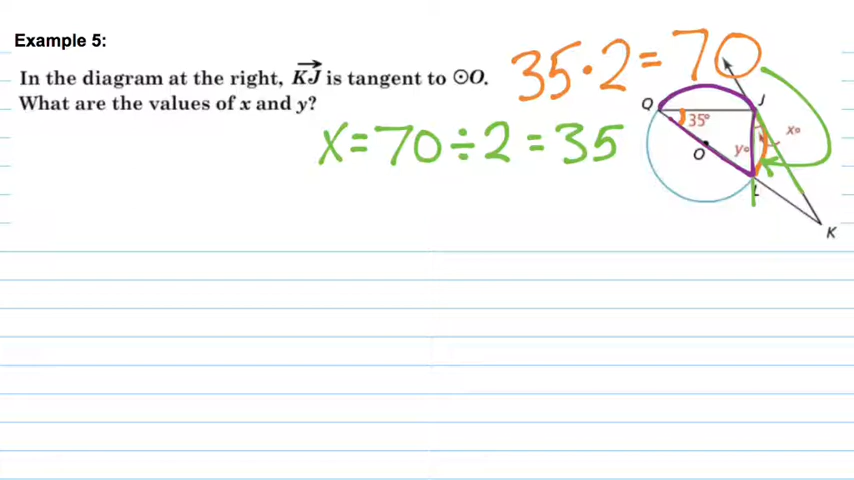 Example 5:
In the diagram at the right, KJ is tangent to ⊙O.
What are the values of x and y?
35·2=70
x=70÷2=35
Q
J
35°
x°
y°
O
L
K